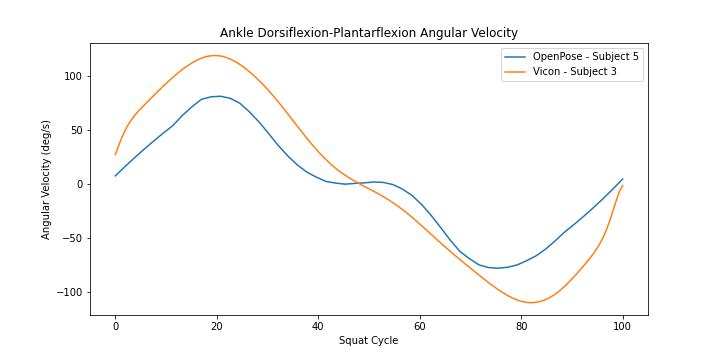 Ankle Dorsiflexion-Plantarflexion Angular Velocity
OpenPose - Subject 5
Vicon - Subject 3
Angular Velocity (deg/s)
100
50
0
−50
−100
0 20 40 60 80 100
Squat Cycle